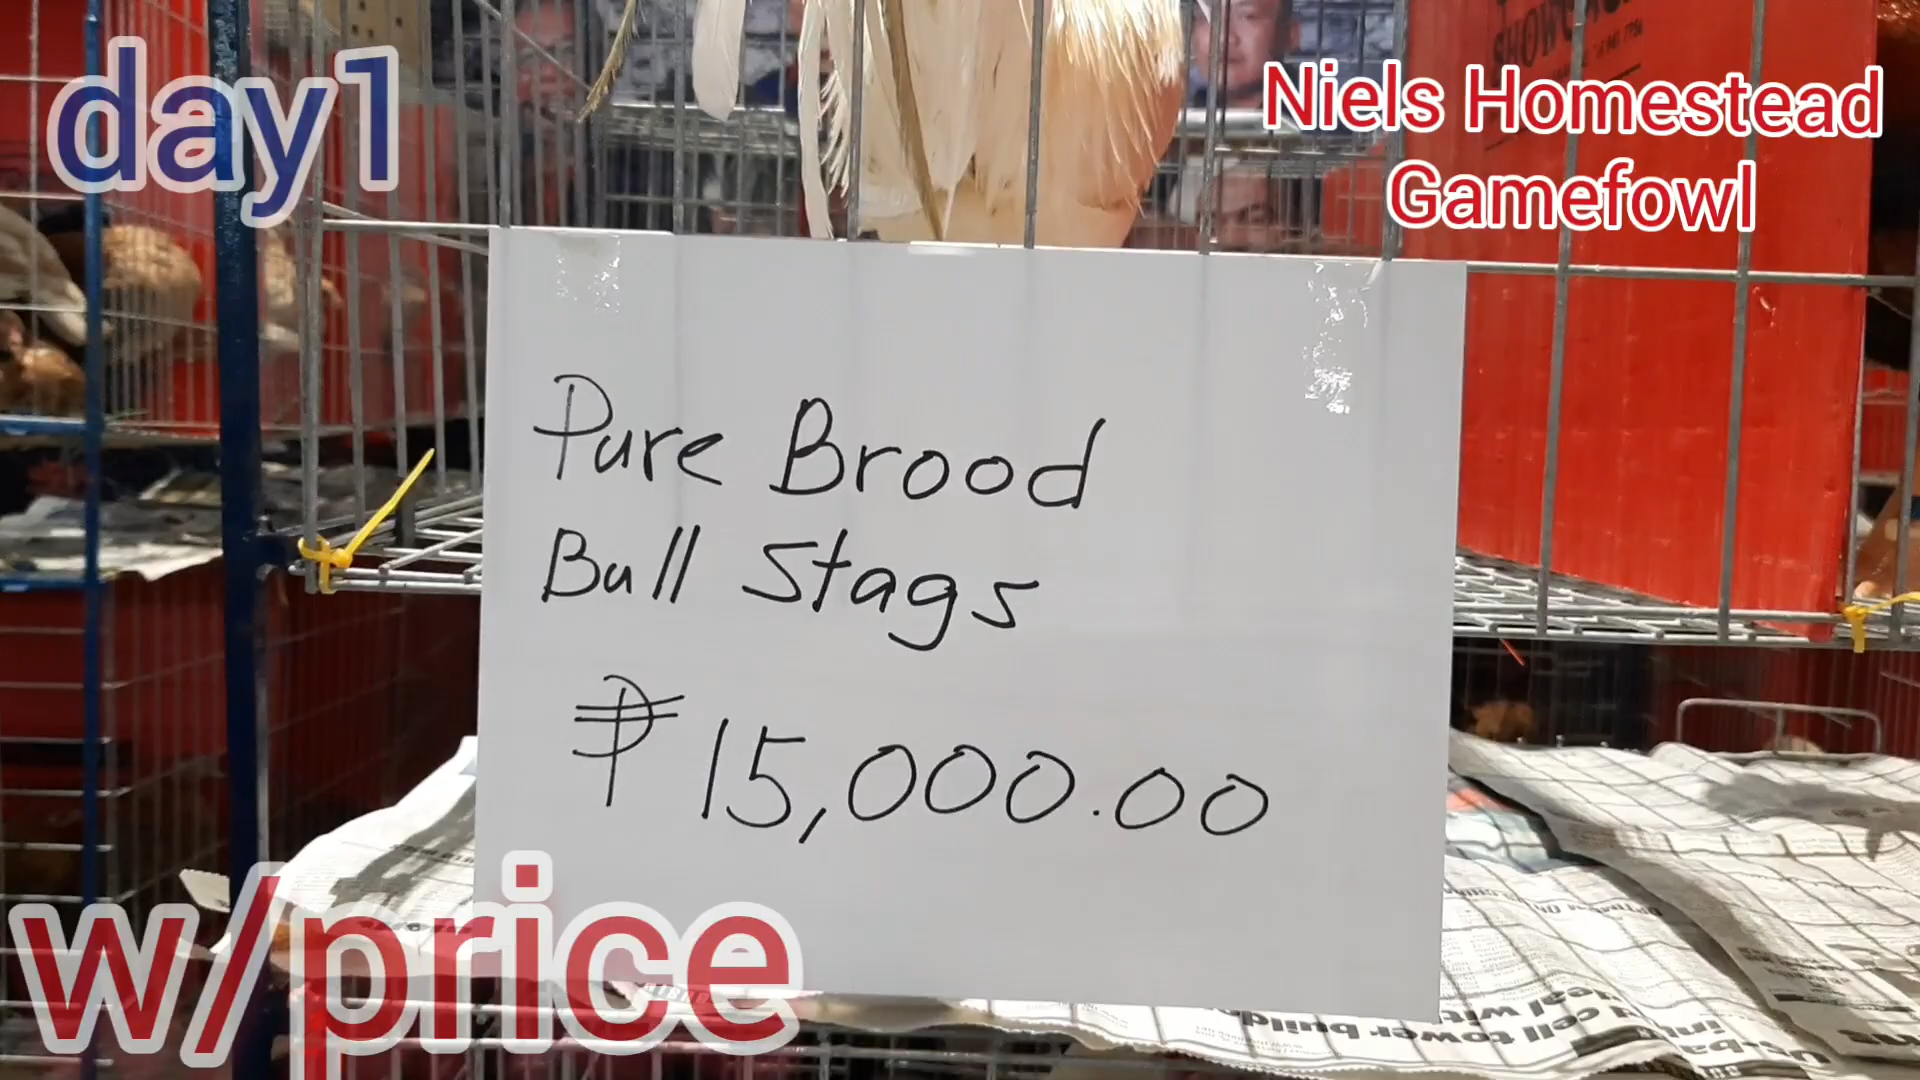 day1
Niels Homestead
Gamefowl
Pure Brood
Bull Stags
₱ 15,000.00
w/price